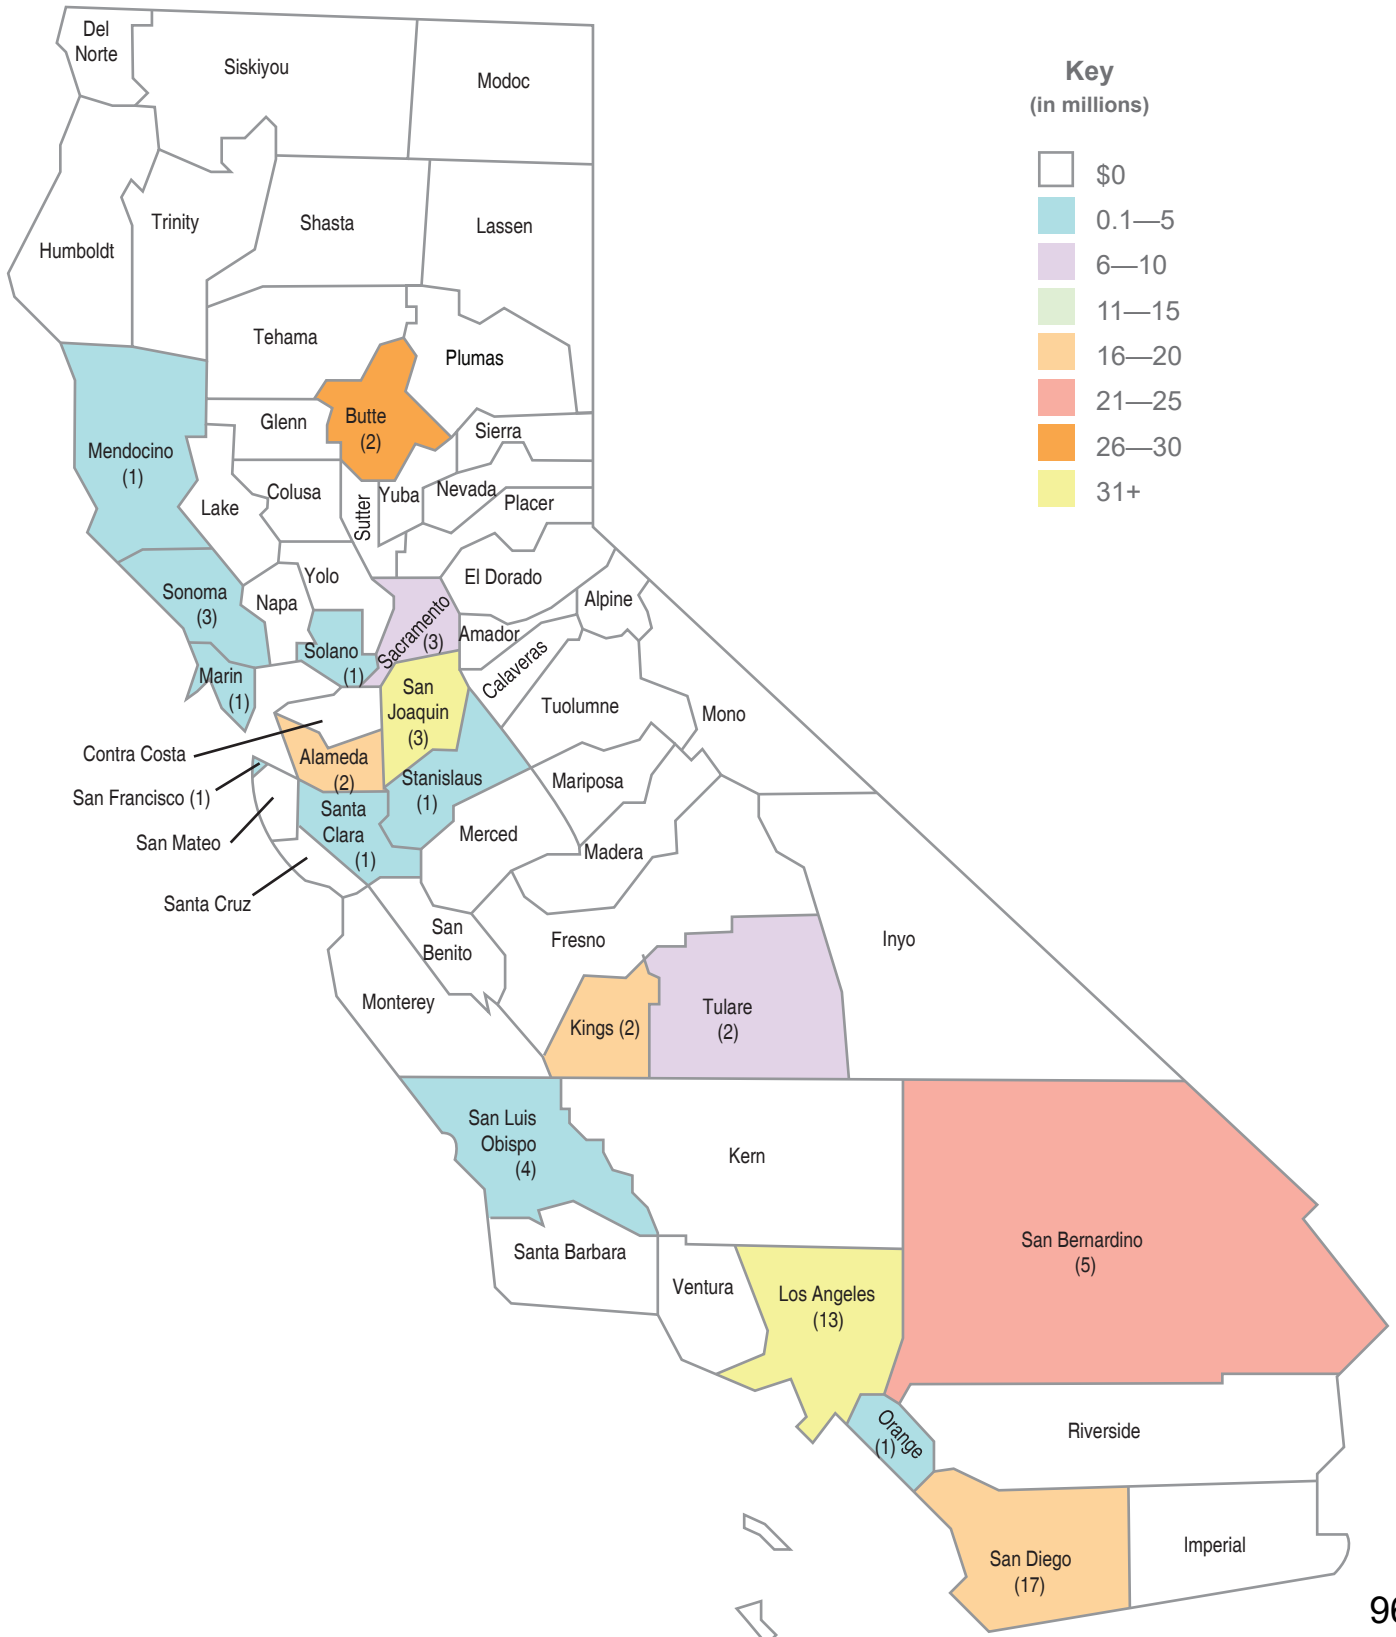 Key
(in millions)
$0
0.1—5
6—10
11—15
16—20
21—25
26—30
31+
Del
Norte
Siskiyou
Modoc
Humboldt
Trinity
Shasta
Lassen
Tehama
Plumas
Mendocino
(1)
Glenn
Butte
(2)
Sierra
Lake
Colusa
Sutter
Yuba
Nevada
Placer
Sonoma
(3)
Napa
Yolo
El Dorado
Alpine
Sacramento
(3)
Amador
Solano
(1)
Marin
(1)
Calaveras
San
Joaquin
(3)
Tuolumne
Mono
Contra Costa
Alameda
(2)
Stanislaus
(1)
Mariposa
San Francisco (1)
Santa
Clara
(1)
San Mateo
Merced
Madera
Santa Cruz
San
Benito
Fresno
Inyo
Monterey
Kings (2)
Tulare
(2)
San Luis
Obispo
(4)
Kern
San Bernardino
(5)
Santa Barbara
Ventura
Los Angeles
(13)
Orange
(1)
Riverside
San Diego
(17)
Imperial